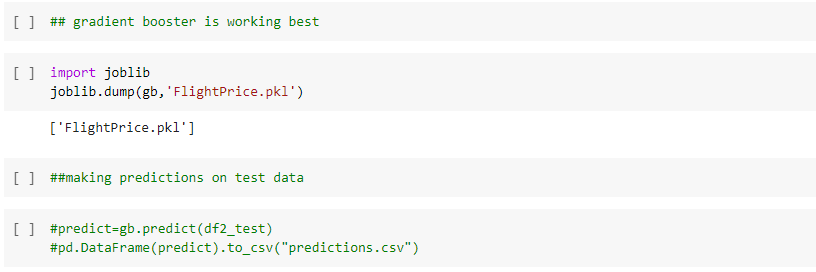 [ ] ## gradient booster is working best
[ ] import joblib
joblib.dump(gb,'FlightPrice.pkl')
['FlightPrice.pkl']
[ ] ##making predictions on test data
[ ] #predict=gb.predict(df2_test)
#pd.DataFrame(predict).to_csv("predictions.csv")